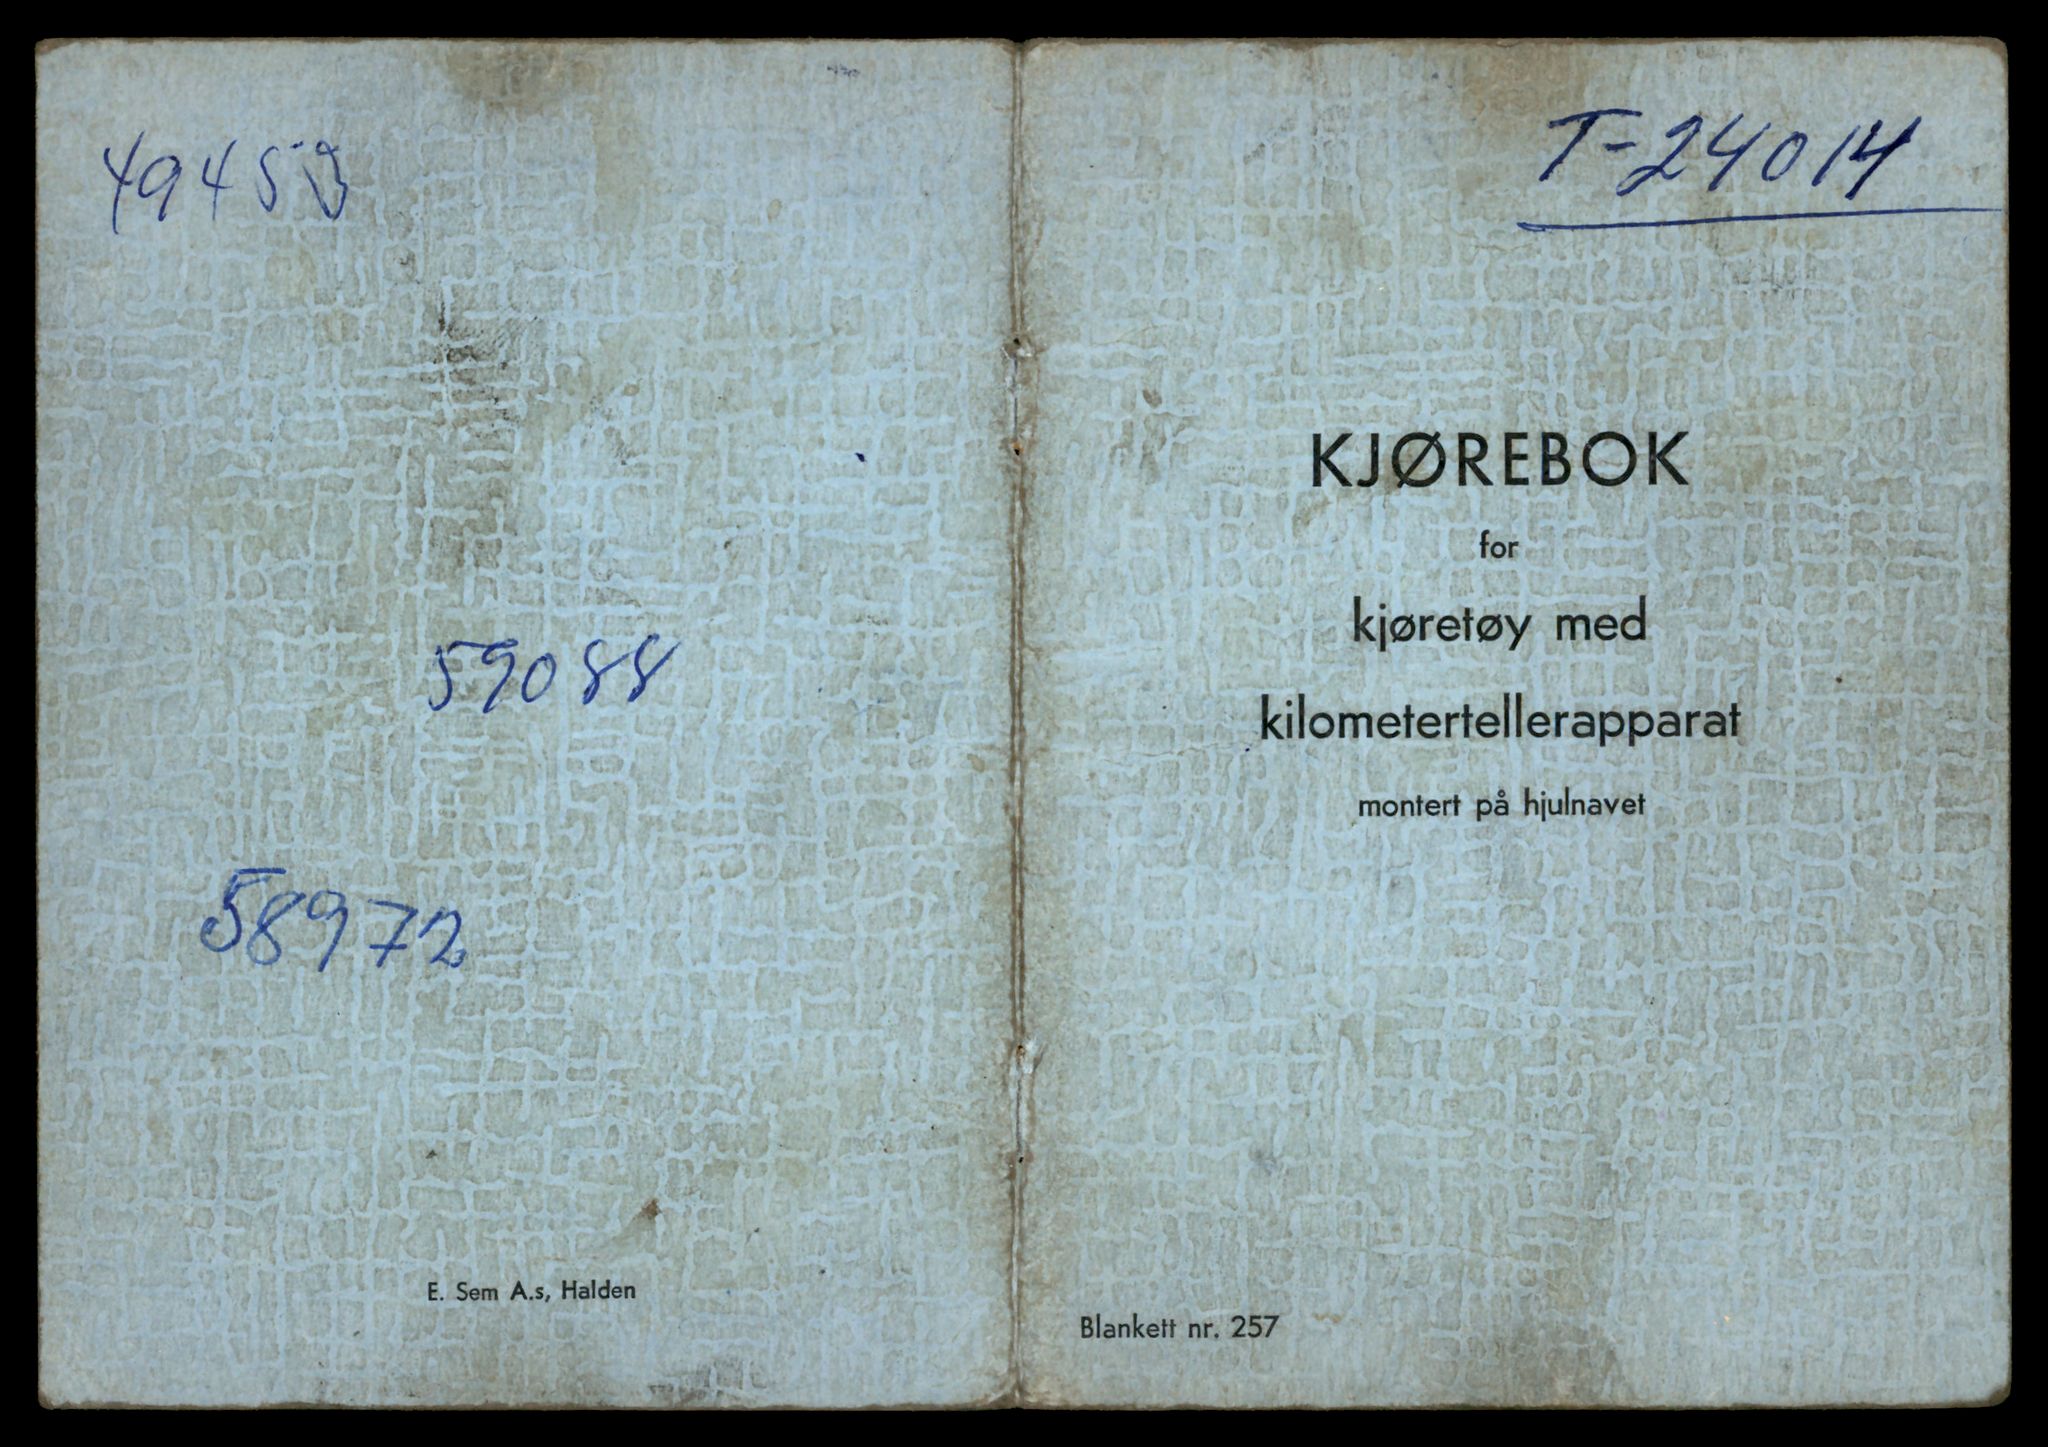 49453
59088
58972
E. Sem A.s, Halden
T-24014
KJØREBOK
for
kjøretøy med
kilometertellerapparat
montert på hjulnavet
Blankett nr. 257